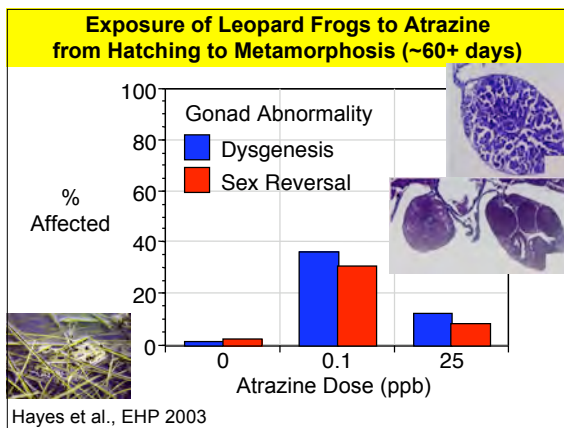 Exposure of Leopard Frogs to Atrazine
from Hatching to Metamorphosis (~60+ days)
100
80
60
40
20
0
%
Affected
Gonad Abnormality
Dysgenesis
Sex Reversal
0 0.1 25
Atrazine Dose (ppb)
Hayes et al., EHP 2003